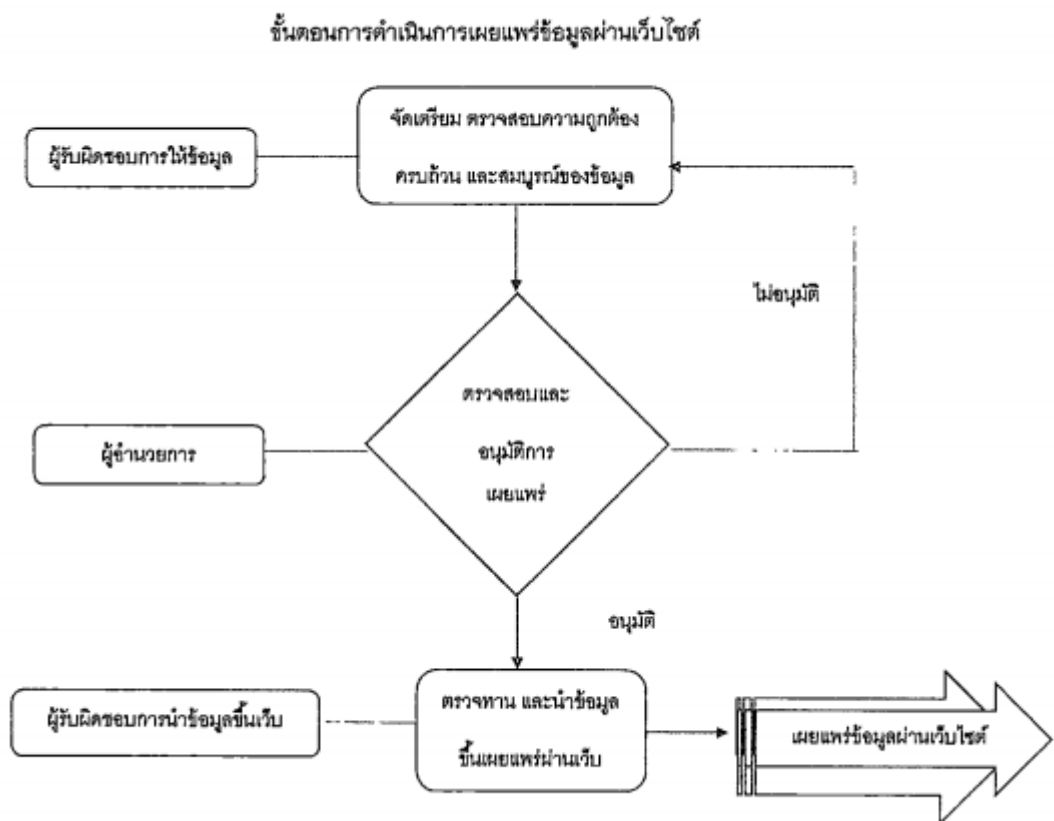 ขั้นตอนการดำเนินการเผยแพร่ข้อมูลผ่านเว็บไซต์
จัดเตรียม ตรวจสอบความถูกต้อง
ครบถ้วน และสมบูรณ์ของข้อมูล
ผู้รับผิดชอบการให้ข้อมูล
ไม่อนุมัติ
ตรวจสอบและ
อนุมัติการ
เผยแพร่
ผู้อำนวยการ
อนุมัติ
ผู้รับผิดชอบการนำข้อมูลขึ้นเว็บ
ตรวจทาน และนำข้อมูล
ขึ้นเผยแพร่ผ่านเว็บ
เผยแพร่ข้อมูลผ่านเว็บไซต์